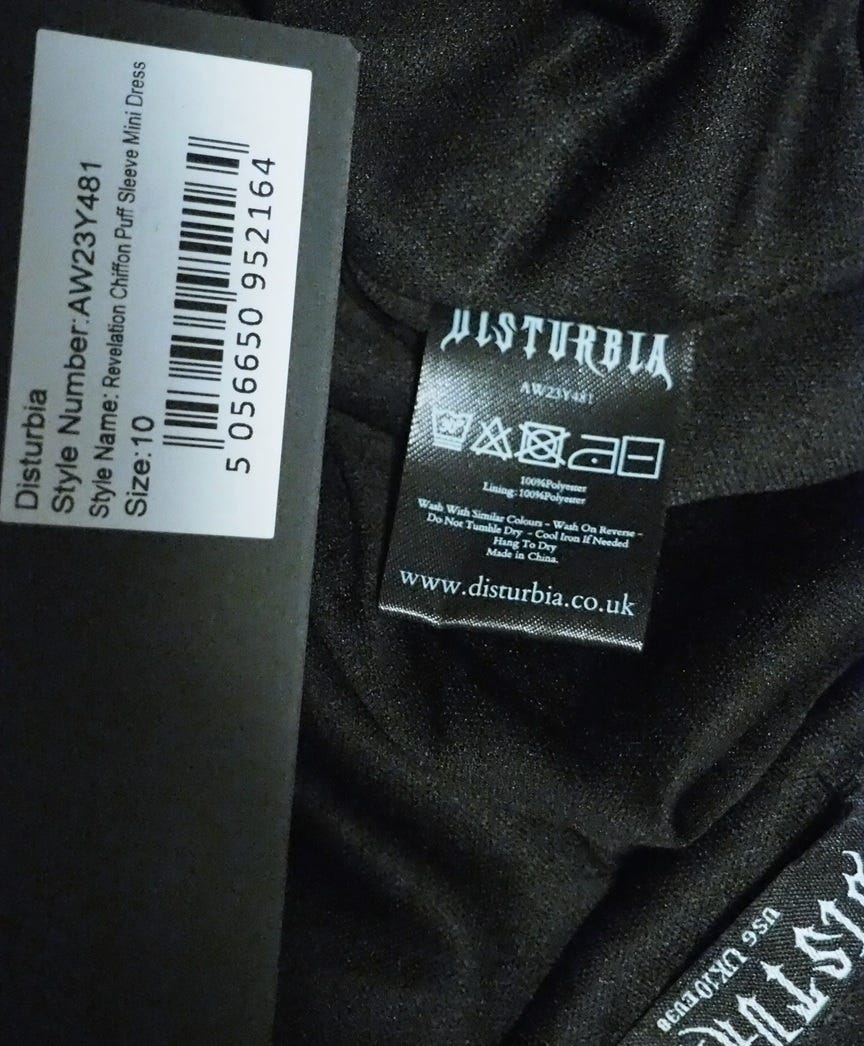 Disturbia
Style Number:AW23Y481
Style Name: Revelation Chiffon Puff Sleeve Mini Dress
Size:10
5 056650 952164
DISTURBIA
AW23Y481
30°
100%Polyester
Lining: 100%Polyester
Wash With Similar Colours - Wash On Reverse -
Do Not Tumble Dry - Cool Iron If Needed
Hang To Dry
Made in China.
www.disturbia.co.uk
DISTUR
US6 UK10 EU38